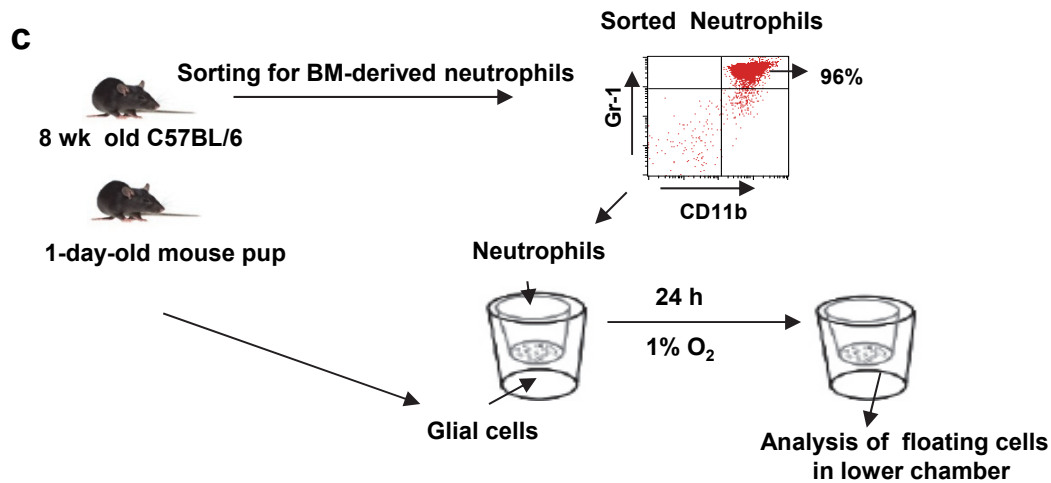 c
Sorted Neutrophils
Sorting for BM-derived neutrophils
96%
Gr-1
8 wk old C57BL/6
CD11b
1-day-old mouse pup
Neutrophils
24 h
1% O₂
Glial cells
Analysis of floating cells
in lower chamber